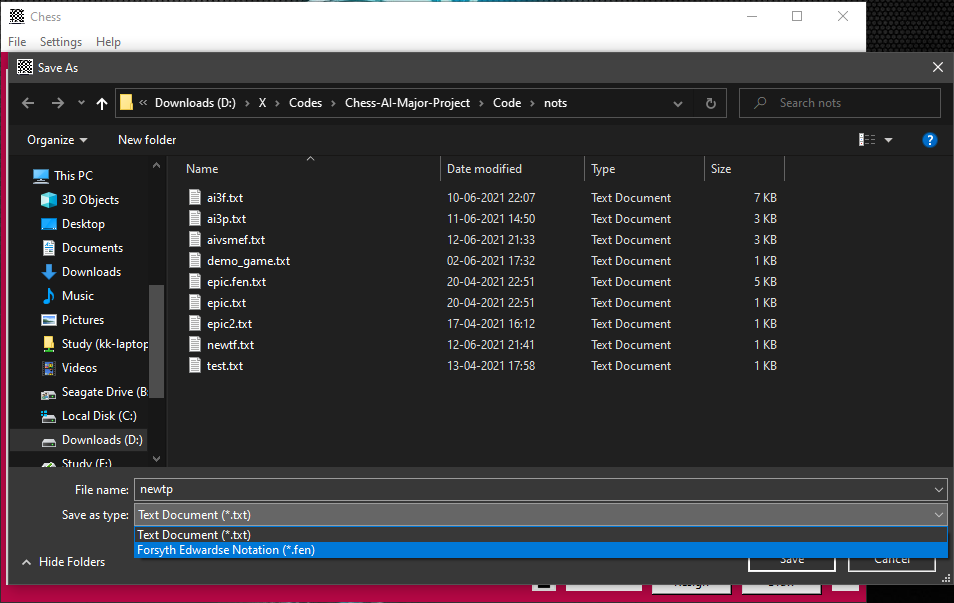 Chess
File Settings Help
Save As
« Downloads (D:) › X › Codes › Chess-AI-Major-Project › Code › nots
Search nots
Organize New folder
Name Date modified Type Size
This PC
3D Objects
Desktop
Documents
Downloads
Music
Pictures
Study (kk-laptop
Videos
Seagate Drive (B:
Local Disk (C:)
Downloads (D:)
Study (F:)
ai3f.txt 10-06-2021 22:07 Text Document 7 KB
ai3p.txt 11-06-2021 14:50 Text Document 3 KB
aivsmef.txt 12-06-2021 21:33 Text Document 3 KB
demo_game.txt 02-06-2021 17:32 Text Document 1 KB
epic.fen.txt 20-04-2021 22:51 Text Document 5 KB
epic.txt 20-04-2021 22:51 Text Document 1 KB
epic2.txt 17-04-2021 16:12 Text Document 1 KB
newtf.txt 12-06-2021 21:41 Text Document 1 KB
test.txt 13-04-2021 17:58 Text Document 1 KB
File name: newtp
Save as type: Text Document (*.txt)
Text Document (*.txt)
Forsyth Edwardse Notation (*.fen)
Hide Folders
Save Cancel